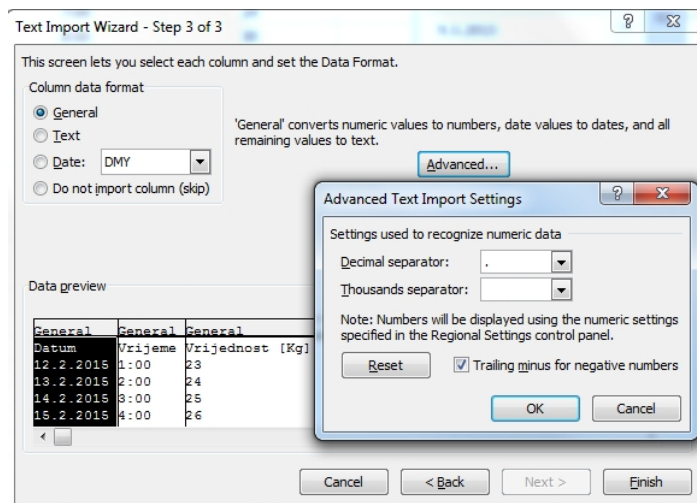 Text Import Wizard - Step 3 of 3
This screen lets you select each column and set the Data Format.
Column data format
General
Text
Date: DMY
Do not import column (skip)
'General' converts numeric values to numbers, date values to dates, and all
remaining values to text.
Advanced...
Advanced Text Import Settings
Settings used to recognize numeric data
Decimal separator: .
Thousands separator:
Note: Numbers will be displayed using the numeric settings
specified in the Regional Settings control panel.
Reset
Trailing minus for negative numbers
OK Cancel
Data preview
General General General
Datum Vrijeme Vrijednost [Kg]
12.2.2015 1:00 23
13.2.2015 2:00 24
14.2.2015 3:00 25
15.2.2015 4:00 26
Cancel < Back Next > Finish